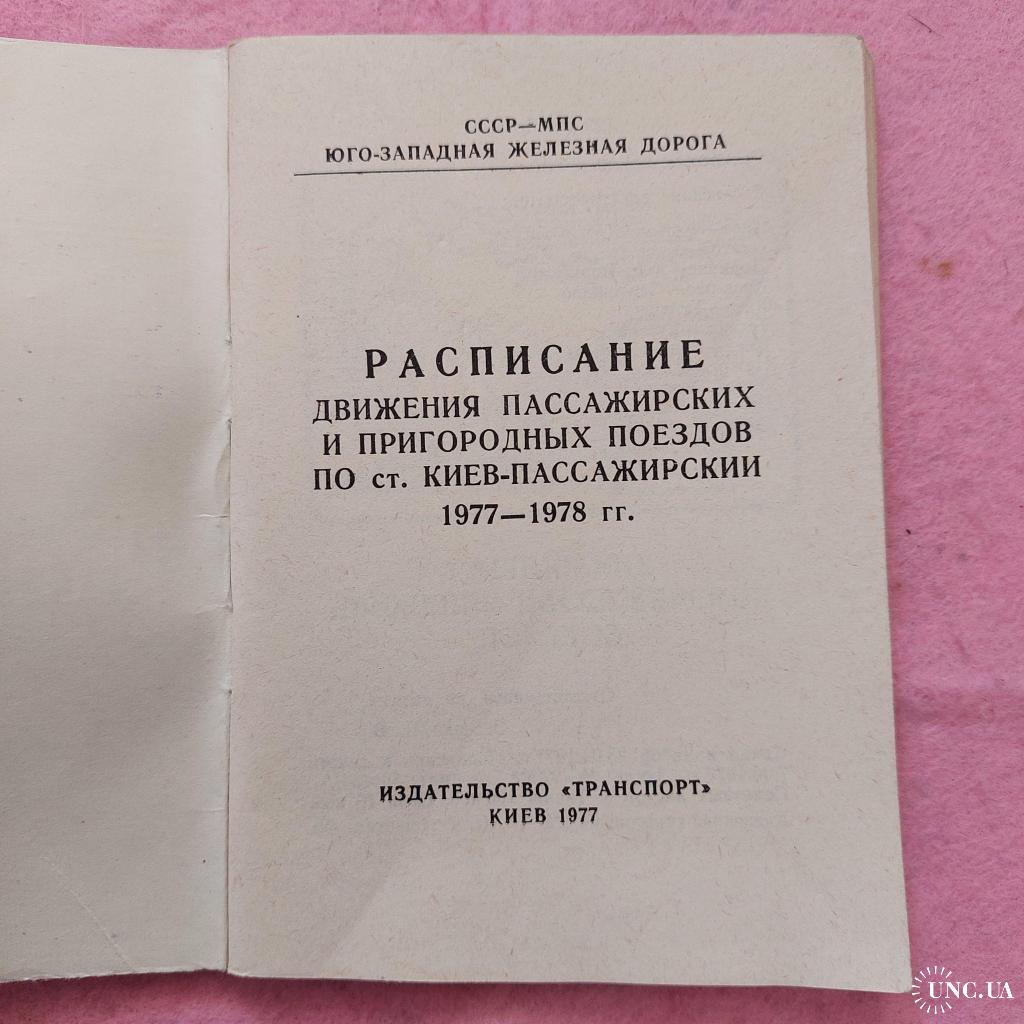 СССР—МПС
ЮГО-ЗАПАДНАЯ ЖЕЛЕЗНАЯ ДОРОГА
РАСПИСАНИЕ
ДВИЖЕНИЯ ПАССАЖИРСКИХ
И ПРИГОРОДНЫХ ПОЕЗДОВ
ПО ст. КИЕВ-ПАССАЖИРСКИИ
1977—1978 гг.
ИЗДАТЕЛЬСТВО «ТРАНСПОРТ»
КИЕВ 1977
UNC.UA